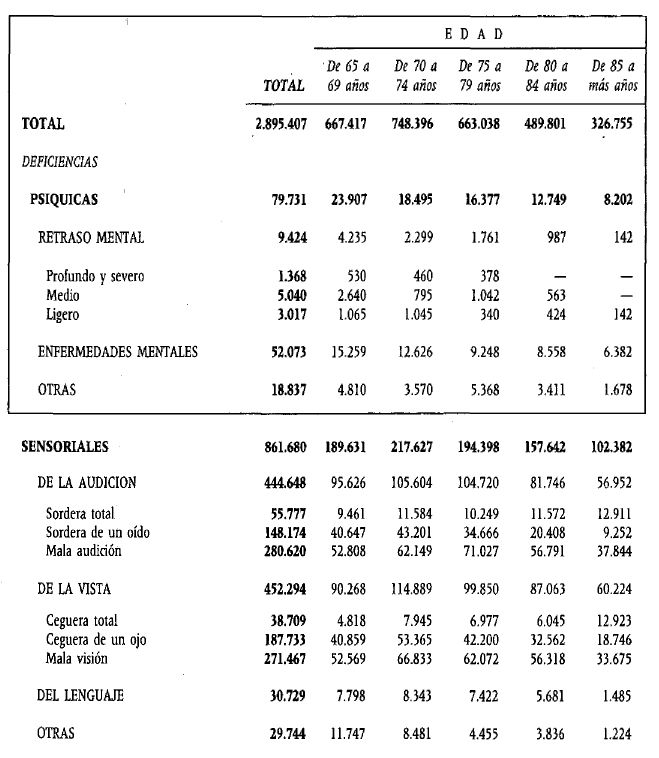 E D A D
De 65 a De 70 a De 75 a De 80 a De 85 a
TOTAL 69 años 74 años 79 años 84 años más años
TOTAL 2.895.407 667.417 748.396 663.038 489.801 326.755
DEFICIENCIAS
PSIQUICAS 79.731 23.907 18.495 16.377 12.749 8.202
RETRASO MENTAL 9.424 4.235 2.299 1.761 987 142
Profundo y severo 1.368 530 460 378 — —
Medio 5.040 2.640 795 1.042 563 —
Ligero 3.017 1.065 1.045 340 424 142
ENFERMEDADES MENTALES 52.073 15.259 12.626 9.248 8.558 6.382
OTRAS 18.837 4.810 3.570 5.368 3.411 1.678
SENSORIALES 861.680 189.631 217.627 194.398 157.642 102.382
DE LA AUDICION 444.648 95.626 105.604 104.720 81.746 56.952
Sordera total 55.777 9.461 11.584 10.249 11.572 12.911
Sordera de un oído 148.174 40.647 43.201 34.666 20.408 9.252
Mala audición 280.620 52.808 62.149 71.027 56.791 37.844
DE LA VISTA 452.294 90.268 114.889 99.850 87.063 60.224
Ceguera total 38.709 4.818 7.945 6.977 6.045 12.923
Ceguera de un ojo 187.733 40.859 53.365 42.200 32.562 18.746
Mala visión 271.467 52.569 66.833 62.072 56.318 33.675
DEL LENGUAJE 30.729 7.798 8.343 7.422 5.681 1.485
OTRAS 29.744 11.747 8.481 4.455 3.836 1.224